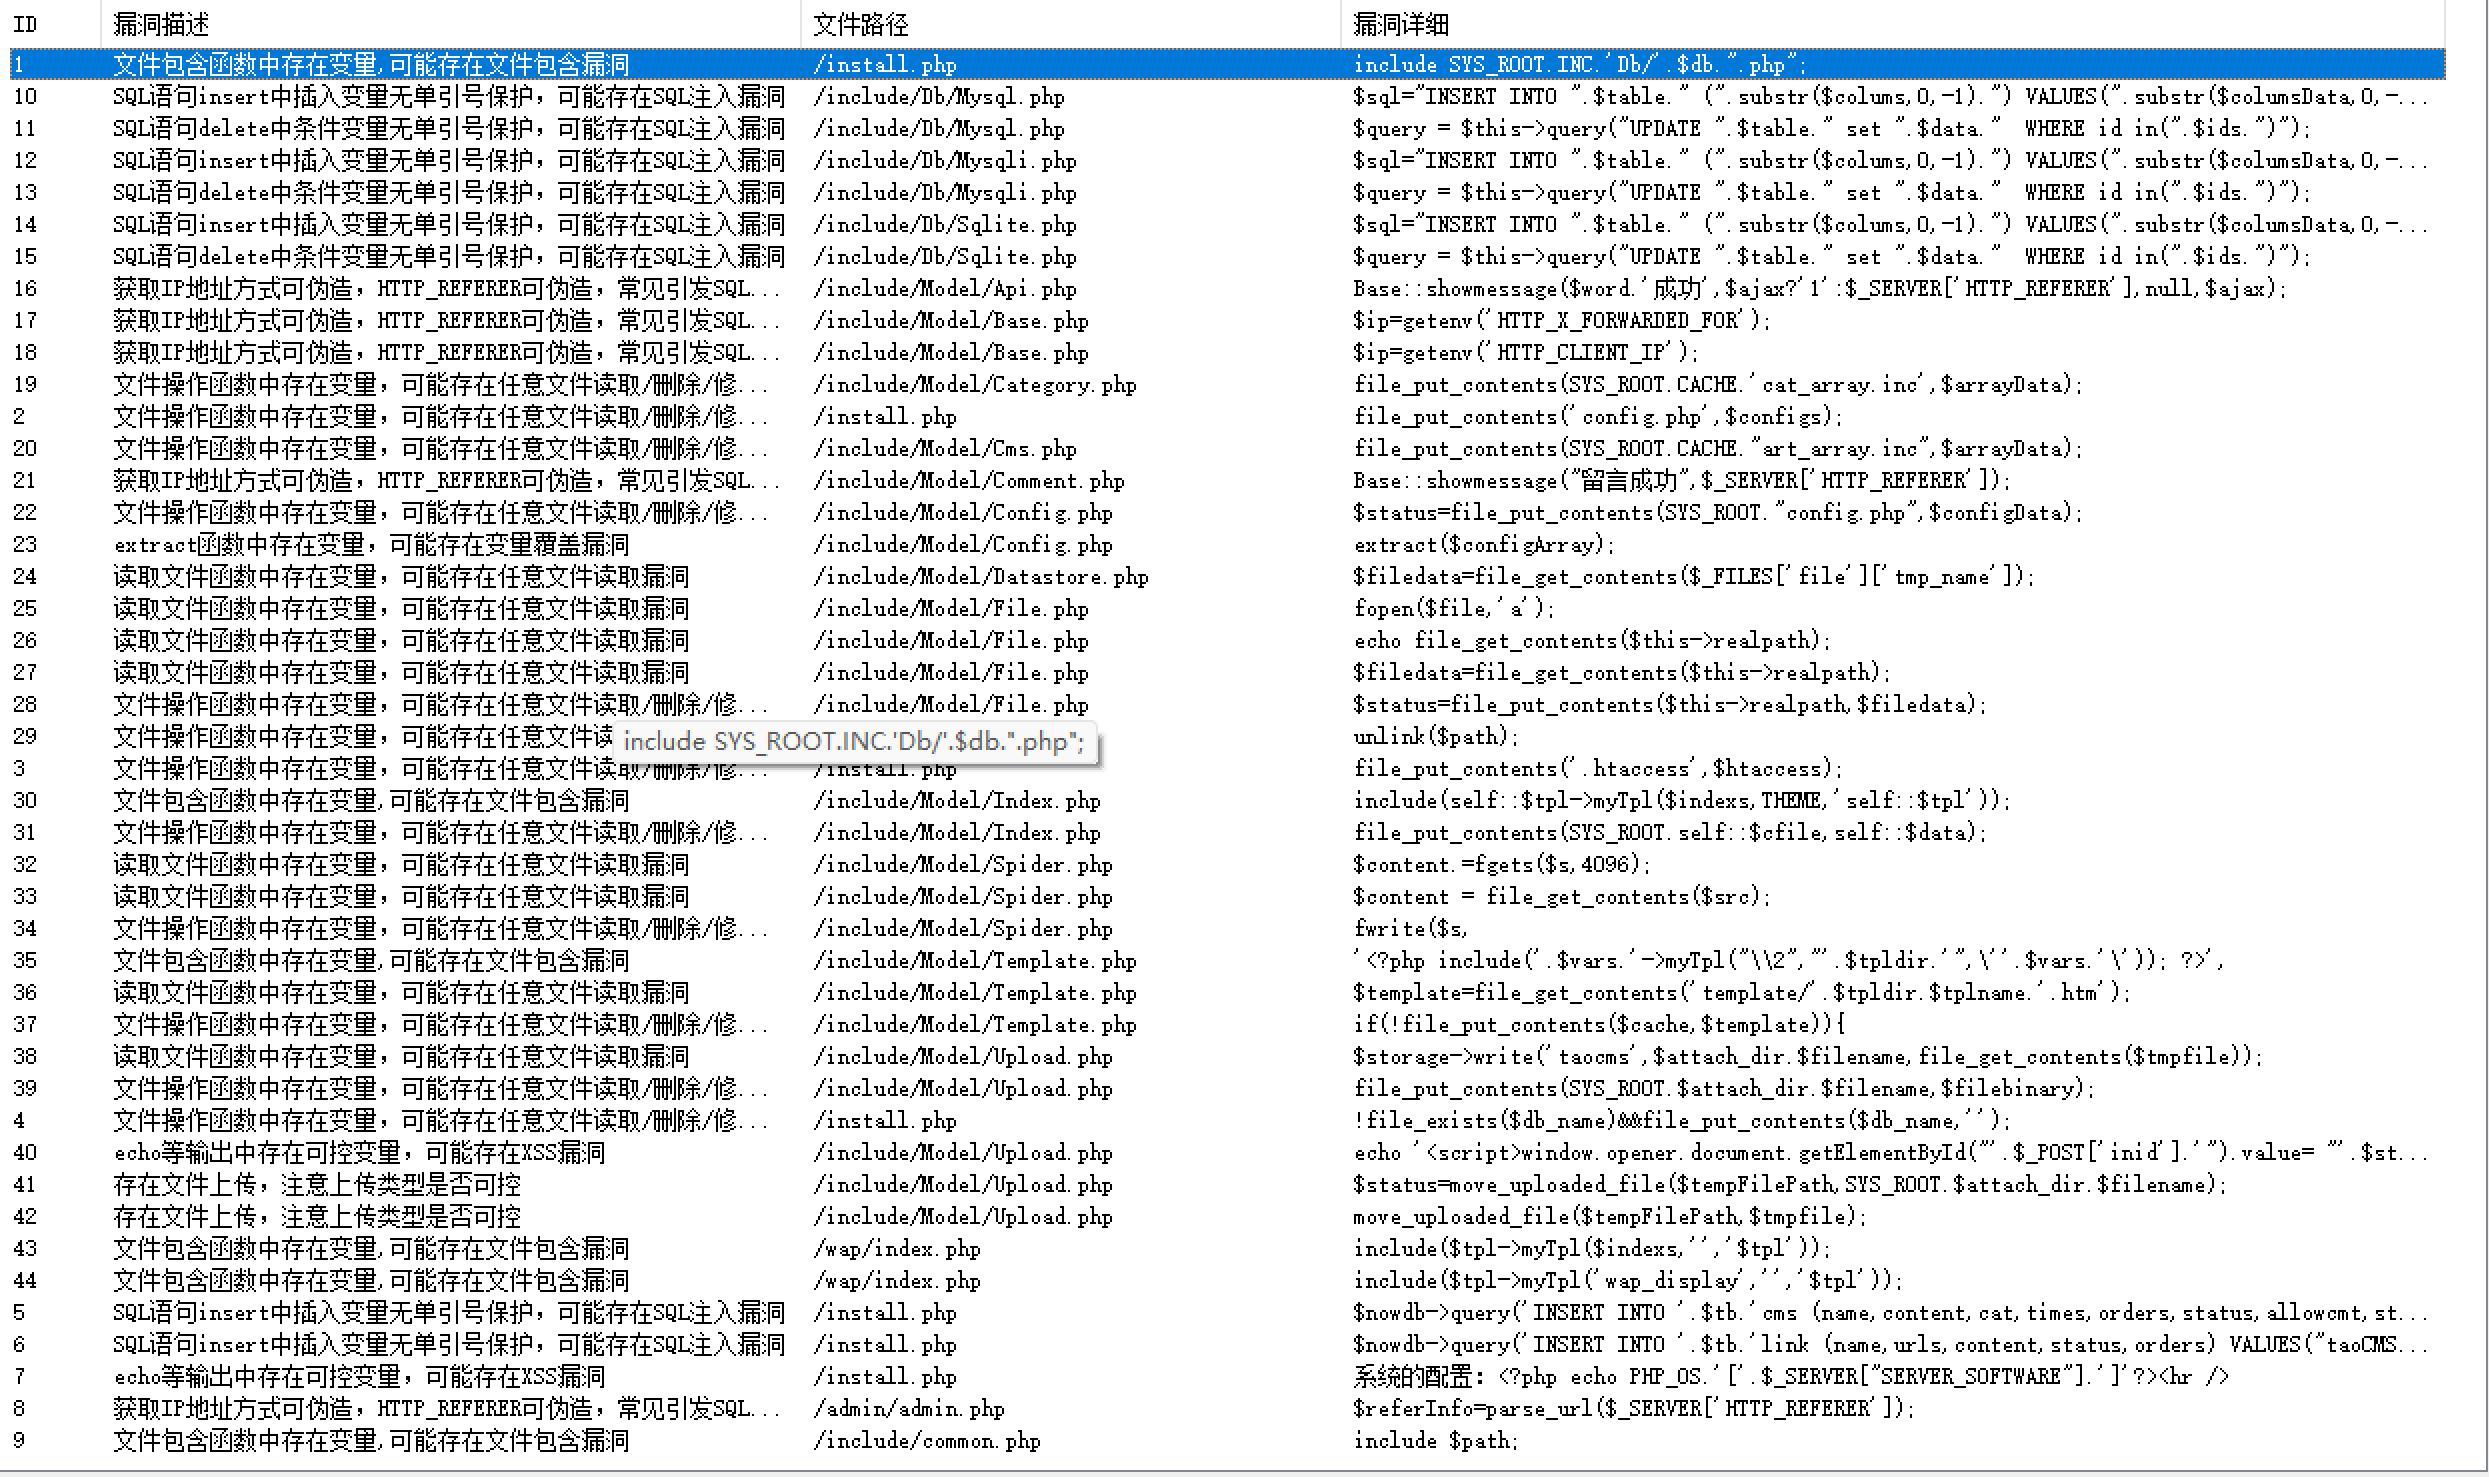 ID 漏洞描述 文件路径 漏洞详细
1 文件包含函数中存在变量,可能存在文件包含漏洞 /install.php include SYS_ROOT.INC.'Db/'.$db.".php";
10 SQL语句insert中插入变量无单引号保护，可能存在SQL注入漏洞 /include/Db/Mysql.php $sql="INSERT INTO ".$table." (".substr($colums,0,-1).") VALUES(".substr($columsData,0,-...
11 SQL语句delete中条件变量无单引号保护，可能存在SQL注入漏洞 /include/Db/Mysql.php $query = $this->query("UPDATE ".$table." set ".$data."  WHERE id in(".$ids.")");
12 SQL语句insert中插入变量无单引号保护，可能存在SQL注入漏洞 /include/Db/Mysqli.php $sql="INSERT INTO ".$table." (".substr($colums,0,-1).") VALUES(".substr($columsData,0,-...
13 SQL语句delete中条件变量无单引号保护，可能存在SQL注入漏洞 /include/Db/Mysqli.php $query = $this->query("UPDATE ".$table." set ".$data."  WHERE id in(".$ids.")");
14 SQL语句insert中插入变量无单引号保护，可能存在SQL注入漏洞 /include/Db/Sqlite.php $sql="INSERT INTO ".$table." (".substr($colums,0,-1).") VALUES(".substr($columsData,0,-...
15 SQL语句delete中条件变量无单引号保护，可能存在SQL注入漏洞 /include/Db/Sqlite.php $query = $this->query("UPDATE ".$table." set ".$data."  WHERE id in(".$ids.")");
16 获取IP地址方式可伪造，HTTP_REFERER可伪造，常见引发SQL... /include/Model/Api.php Base::showmessage($word.'成功',$ajax?'1':$_SERVER['HTTP_REFERER'],null,$ajax);
17 获取IP地址方式可伪造，HTTP_REFERER可伪造，常见引发SQL... /include/Model/Base.php $ip=getenv('HTTP_X_FORWARDED_FOR');
18 获取IP地址方式可伪造，HTTP_REFERER可伪造，常见引发SQL... /include/Model/Base.php $ip=getenv('HTTP_CLIENT_IP');
19 文件操作函数中存在变量，可能存在任意文件读取/删除/修... /include/Model/Category.php file_put_contents(SYS_ROOT.CACHE.'cat_array.inc',$arrayData);
2 文件操作函数中存在变量，可能存在任意文件读取/删除/修... /install.php file_put_contents('config.php',$configs);
20 文件操作函数中存在变量，可能存在任意文件读取/删除/修... /include/Model/Cms.php file_put_contents(SYS_ROOT.CACHE."art_array.inc",$arrayData);
21 获取IP地址方式可伪造，HTTP_REFERER可伪造，常见引发SQL... /include/Model/Comment.php Base::showmessage("留言成功",$_SERVER['HTTP_REFERER']);
22 文件操作函数中存在变量，可能存在任意文件读取/删除/修... /include/Model/Config.php $status=file_put_contents(SYS_ROOT."config.php",$configData);
23 extract函数中存在变量，可能存在变量覆盖漏洞 /include/Model/Config.php extract($configArray);
24 读取文件函数中存在变量，可能存在任意文件读取漏洞 /include/Model/Datastore.php $filedata=file_get_contents($_FILES['file']['tmp_name']);
25 读取文件函数中存在变量，可能存在任意文件读取漏洞 /include/Model/File.php fopen($file,'a');
26 读取文件函数中存在变量，可能存在任意文件读取漏洞 /include/Model/File.php echo file_get_contents($this->realpath);
27 读取文件函数中存在变量，可能存在任意文件读取漏洞 /include/Model/File.php $filedata=file_get_contents($this->realpath);
28 文件操作函数中存在变量，可能存在任意文件读取/删除/修... /include/Model/File.php $status=file_put_contents($this->realpath,$filedata);
29 文件操作函数中存在变量，可能存在任意文件读 include SYS_ROOT.INC.'Db/'.$db.".php"; unlink($path);
3 文件操作函数中存在变量，可能存在任意文件读取/删除/修... /install.php file_put_contents('.htaccess',$htaccess);
30 文件包含函数中存在变量,可能存在文件包含漏洞 /include/Model/Index.php include(self::$tpl->myTpl($indexs,THEME,'self::$tpl'));
31 文件操作函数中存在变量，可能存在任意文件读取/删除/修... /include/Model/Index.php file_put_contents(SYS_ROOT.self::$cfile,self::$data);
32 读取文件函数中存在变量，可能存在任意文件读取漏洞 /include/Model/Spider.php $content.=fgets($s,4096);
33 读取文件函数中存在变量，可能存在任意文件读取漏洞 /include/Model/Spider.php $content = file_get_contents($src);
34 文件操作函数中存在变量，可能存在任意文件读取/删除/修... /include/Model/Spider.php fwrite($s,
35 文件包含函数中存在变量,可能存在文件包含漏洞 /include/Model/Template.php '<?php include('.$vars.'->myTpl("\\2","'.$tpldir.'",\''.$vars.'\')); ?>',
36 读取文件函数中存在变量，可能存在任意文件读取漏洞 /include/Model/Template.php $template=file_get_contents('template/'.$tpldir.$tplname.'.htm');
37 文件操作函数中存在变量，可能存在任意文件读取/删除/修... /include/Model/Template.php if(!file_put_contents($cache,$template)){
38 读取文件函数中存在变量，可能存在任意文件读取漏洞 /include/Model/Upload.php $storage->write('taocms',$attach_dir.$filename,file_get_contents($tmpfile));
39 文件操作函数中存在变量，可能存在任意文件读取/删除/修... /include/Model/Upload.php file_put_contents(SYS_ROOT.$attach_dir.$filename,$filebinary);
4 文件操作函数中存在变量，可能存在任意文件读取/删除/修... /install.php !file_exists($db_name)&&file_put_contents($db_name,'');
40 echo等输出中存在可控变量，可能存在XSS漏洞 /include/Model/Upload.php echo '<script>window.opener.document.getElementById("'.$_POST['inid'].'").value= "'.$st...
41 存在文件上传，注意上传类型是否可控 /include/Model/Upload.php $status=move_uploaded_file($tempFilePath,SYS_ROOT.$attach_dir.$filename);
42 存在文件上传，注意上传类型是否可控 /include/Model/Upload.php move_uploaded_file($tempFilePath,$tmpfile);
43 文件包含函数中存在变量,可能存在文件包含漏洞 /wap/index.php include($tpl->myTpl($indexs,'','$tpl'));
44 文件包含函数中存在变量,可能存在文件包含漏洞 /wap/index.php include($tpl->myTpl('wap_display','','$tpl'));
5 SQL语句insert中插入变量无单引号保护，可能存在SQL注入漏洞 /install.php $nowdb->query('INSERT INTO '.$tb.'cms (name,content,cat,times,orders,status,allowcmt,st...
6 SQL语句insert中插入变量无单引号保护，可能存在SQL注入漏洞 /install.php $nowdb->query('INSERT INTO '.$tb.'link (name,urls,content,status,orders) VALUES("taoCMS...
7 echo等输出中存在可控变量，可能存在XSS漏洞 /install.php 系统的配置：<?php echo PHP_OS.'['.$_SERVER["SERVER_SOFTWARE"].']'?><hr />
8 获取IP地址方式可伪造，HTTP_REFERER可伪造，常见引发SQL... /admin/admin.php $referInfo=parse_url($_SERVER['HTTP_REFERER']);
9 文件包含函数中存在变量,可能存在文件包含漏洞 /include/common.php include $path;